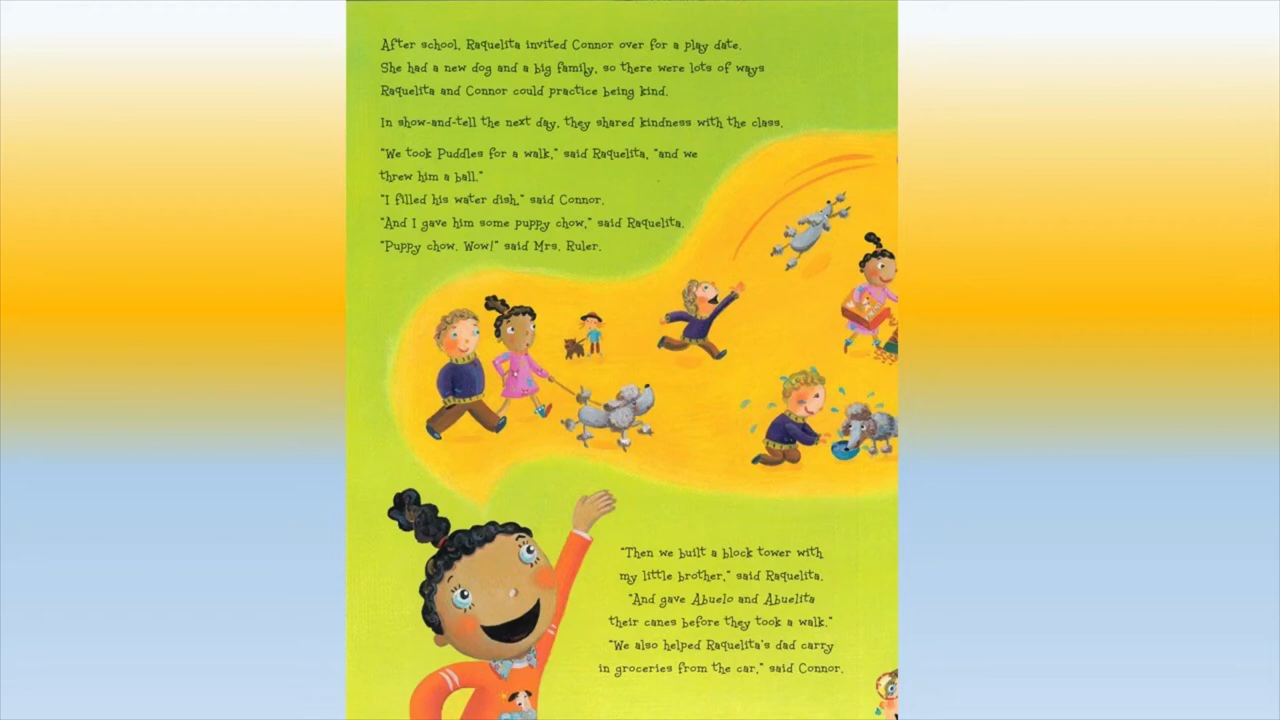 After school, Raquelita invited Connor over for a play date.
She had a new dog and a big family, so there were lots of ways
Raquelita and Connor could practice being kind.
In show-and-tell the next day, they shared kindness with the class.
"We took Puddles for a walk," said Raquelita, "and we
threw him a ball."
"I filled his water dish," said Connor.
"And I gave him some puppy chow," said Raquelita.
"Puppy chow. Wow!" said Mrs. Ruler.
"Then we built a block tower with
my little brother," said Raquelita.
"And gave Abuelo and Abuelita
their canes before they took a walk."
"We also helped Raquelita's dad carry
in groceries from the car," said Connor.